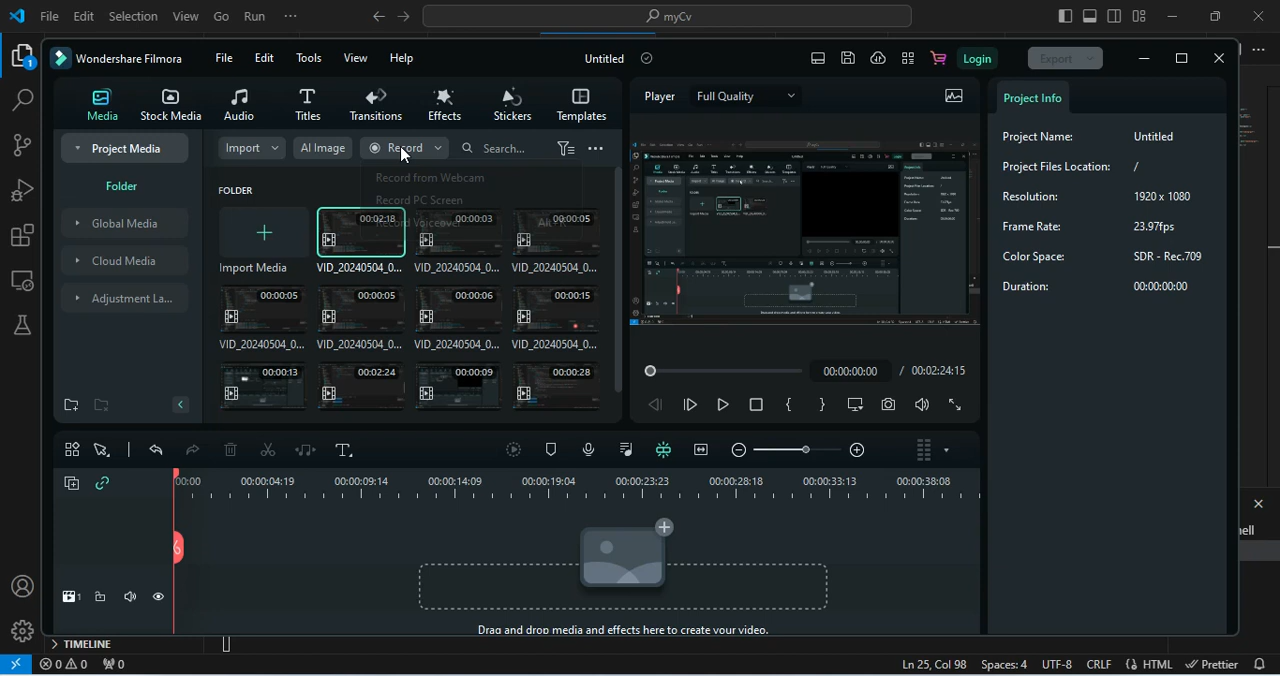 File Edit Selection View Go Run ··· myCv
Wondershare Filmora File Edit Tools View Help Untitled Login Export
Media Stock Media Audio Titles Transitions Effects Stickers Templates
Player Full Quality
Project Info
Project Media
Import AI Image Record Search...
Folder
Record from Webcam
Record PC Screen
Record Voiceover Alt+R
FOLDER
Global Media
Cloud Media
Adjustment La...
00:02:18 00:00:03 00:00:05
Import Media VID_20240504_0... VID_20240504_0... VID_20240504_0...
00:00:05 00:00:05 00:00:06 00:00:15
VID_20240504_0... VID_20240504_0... VID_20240504_0... VID_20240504_0...
00:00:13 00:02:24 00:00:09 00:00:28
Project Name: Untitled
Project Files Location: /
Resolution: 1920 x 1080
Frame Rate: 23.97fps
Color Space: SDR - Rec.709
Duration: 00:00:00:00
00:00:00:00 / 00:02:24:15
00:00 00:00:04:19 00:00:09:14 00:00:14:09 00:00:19:04 00:00:23:23 00:00:28:18 00:00:33:13 00:00:38:08
1
Drag and drop media and effects here to create your video.
ell
TIMELINE
0 0 0 Ln 25, Col 98 Spaces: 4 UTF-8 CRLF HTML Prettier